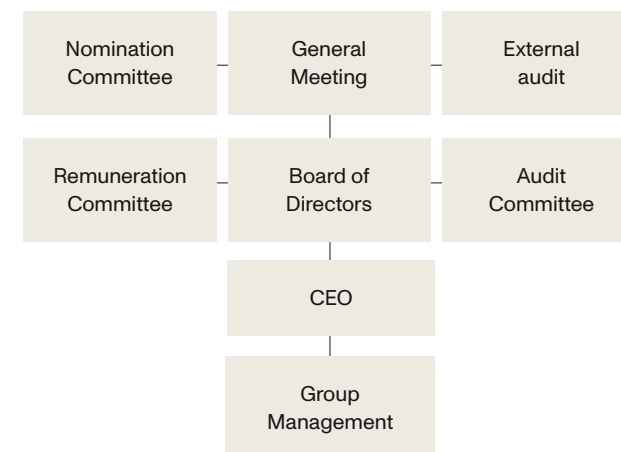 Nomination
Committee
General
Meeting
External
audit
Remuneration
Committee
Board of
Directors
Audit
Committee
CEO
Group
Management